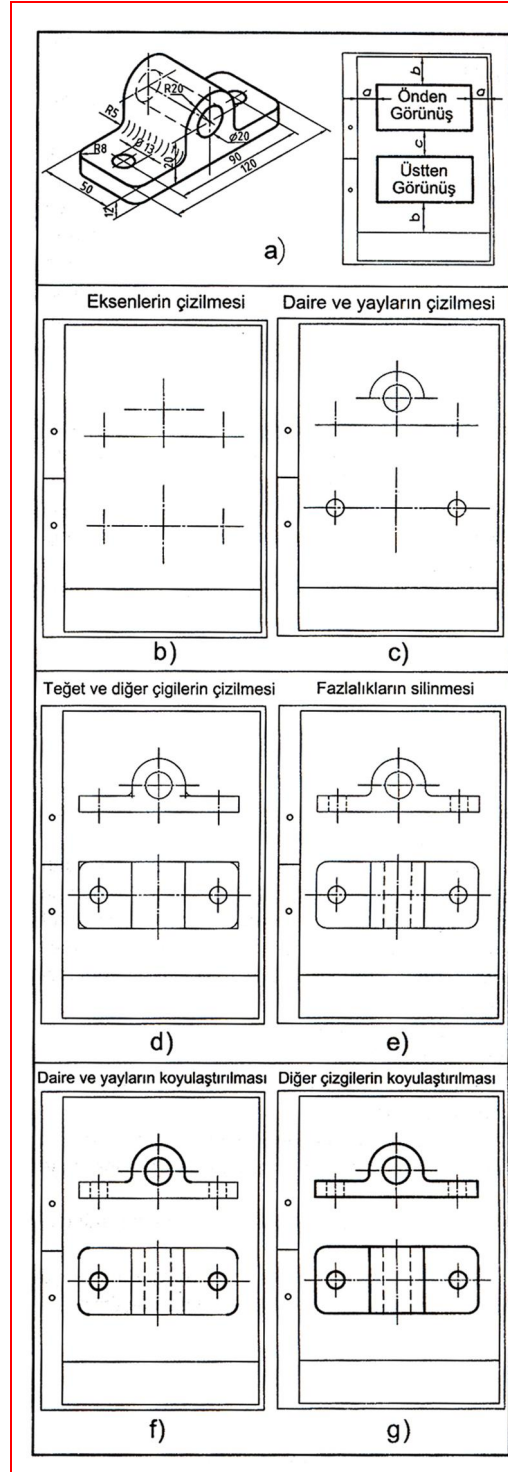 R20
R5
Ø 13
R8
20
Ø20
90
120
50
12
a
b
a
Önden
Görünüş
c
Üstten
Görünüş
b
a)
Eksenlerin çizilmesi
Daire ve yayların çizilmesi
b)
c)
Teğet ve diğer çigilerin çizilmesi
Fazlalıkların silinmesi
d)
e)
Daire ve yayların koyulaştırılması
Diğer çizgilerin koyulaştırılması
f)
g)